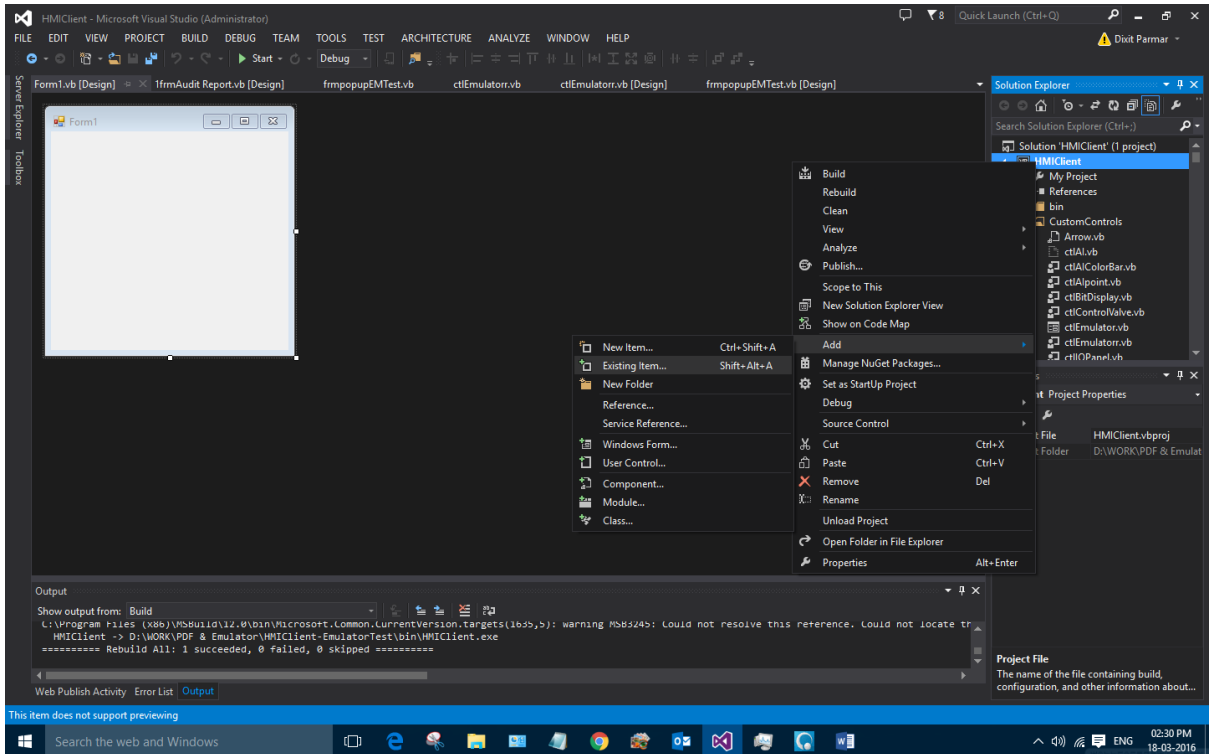 HMIClient - Microsoft Visual Studio (Administrator)
8
Quick Launch (Ctrl+Q)
FILE EDIT VIEW PROJECT BUILD DEBUG TEAM TOOLS TEST ARCHITECTURE ANALYZE WINDOW HELP
Dixit Parmar
Start
Debug
Server Explorer
Toolbox
Form1.vb [Design] 1frmAudit Report.vb [Design] frmpopupEMTest.vb ctlEmulatorr.vb ctlEmulatorr.vb [Design] frmpopupEMTest.vb [Design]
Form1
Solution Explorer
Search Solution Explorer (Ctrl+;)
Solution 'HMIClient' (1 project)
HMIClient
My Project
References
bin
CustomControls
Arrow.vb
ctlAI.vb
ctlAIColorBar.vb
ctlAIpoint.vb
ctlBitDisplay.vb
ctlControlValve.vb
ctlEmulator.vb
ctlEmulatorr.vb
ctlIOPanel.vb
Build
Rebuild
Clean
View
Analyze
Publish...
Scope to This
New Solution Explorer View
Show on Code Map
Add
Manage NuGet Packages...
Set as StartUp Project
Debug
Source Control
Cut Ctrl+X
Paste Ctrl+V
Remove Del
Rename
Unload Project
Open Folder in File Explorer
Properties Alt+Enter
New Item... Ctrl+Shift+A
Existing Item... Shift+Alt+A
New Folder
Reference...
Service Reference...
Windows Form...
User Control...
Component...
Module...
Class...
Project Properties
File HMIClient.vbproj
Folder D:\WORK\PDF & Emulat
Project File
The name of the file containing build,
configuration, and other information about...
Output
Show output from: Build
C:\Program Files (x86)\MSBuild\12.0\bin\Microsoft.Common.CurrentVersion.targets(1635,5): warning MSB3245: Could not resolve this reference. Could not locate
HMIClient -> D:\WORK\PDF & Emulator\HMIClient-EmulatorTest\bin\HMIClient.exe
========== Rebuild All: 1 succeeded, 0 failed, 0 skipped ==========
Web Publish Activity Error List Output
This item does not support previewing
Search the web and Windows
ENG
02:30 PM
18-03-2016